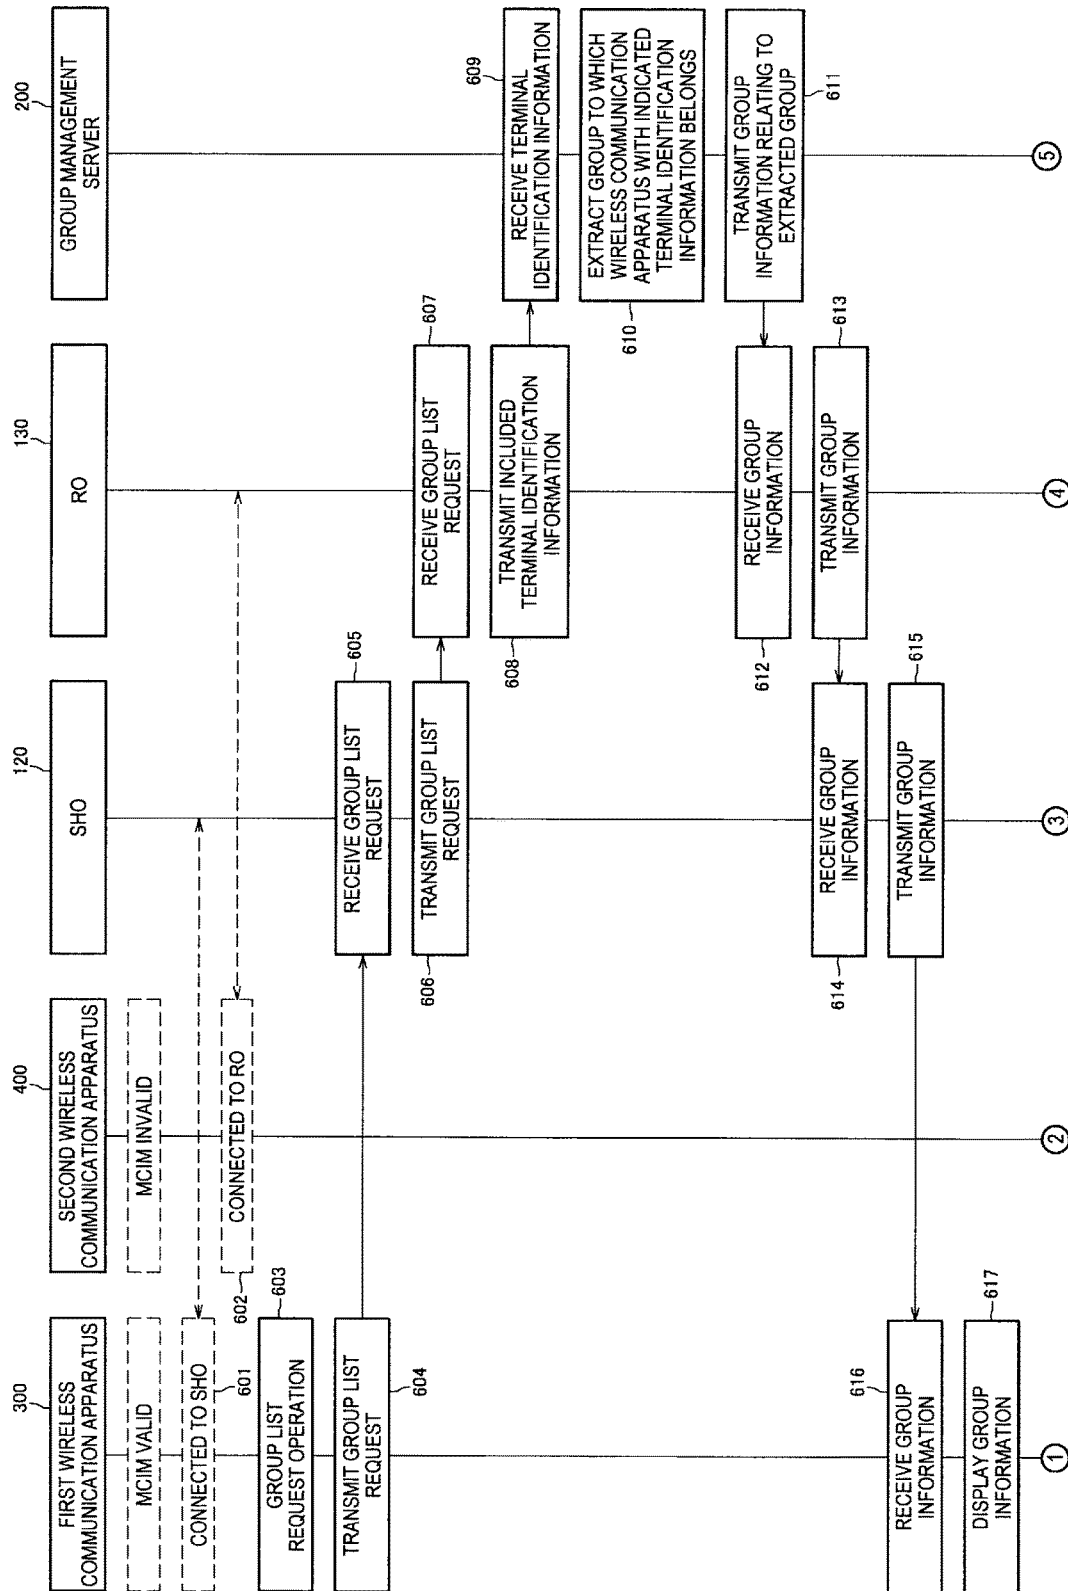 300
FIRST WIRELESS
COMMUNICATION APPARATUS
400
SECOND WIRELESS
COMMUNICATION APPARATUS
120
SHO
130
RO
200
GROUP MANAGEMENT
SERVER
MCIM VALID
MCIM INVALID
CONNECTED TO SHO
601
CONNECTED TO RO
602
603
GROUP LIST
REQUEST OPERATION
TRANSMIT GROUP LIST
REQUEST
604
605
RECEIVE GROUP LIST
REQUEST
TRANSMIT GROUP LIST
REQUEST
606
607
RECEIVE GROUP LIST
REQUEST
TRANSMIT INCLUDED
TERMINAL IDENTIFICATION
INFORMATION
608
609
RECEIVE TERMINAL
IDENTIFICATION INFORMATION
EXTRACT GROUP TO WHICH
WIRELESS COMMUNICATION
APPARATUS WITH INDICATED
TERMINAL IDENTIFICATION
INFORMATION BELONGS
610
TRANSMIT GROUP
INFORMATION RELATING TO
EXTRACTED GROUP
611
RECEIVE GROUP
INFORMATION
612
613
TRANSMIT GROUP
INFORMATION
RECEIVE GROUP
INFORMATION
614
615
TRANSMIT GROUP
INFORMATION
616
RECEIVE GROUP
INFORMATION
617
DISPLAY GROUP
INFORMATION
1
2
3
4
5